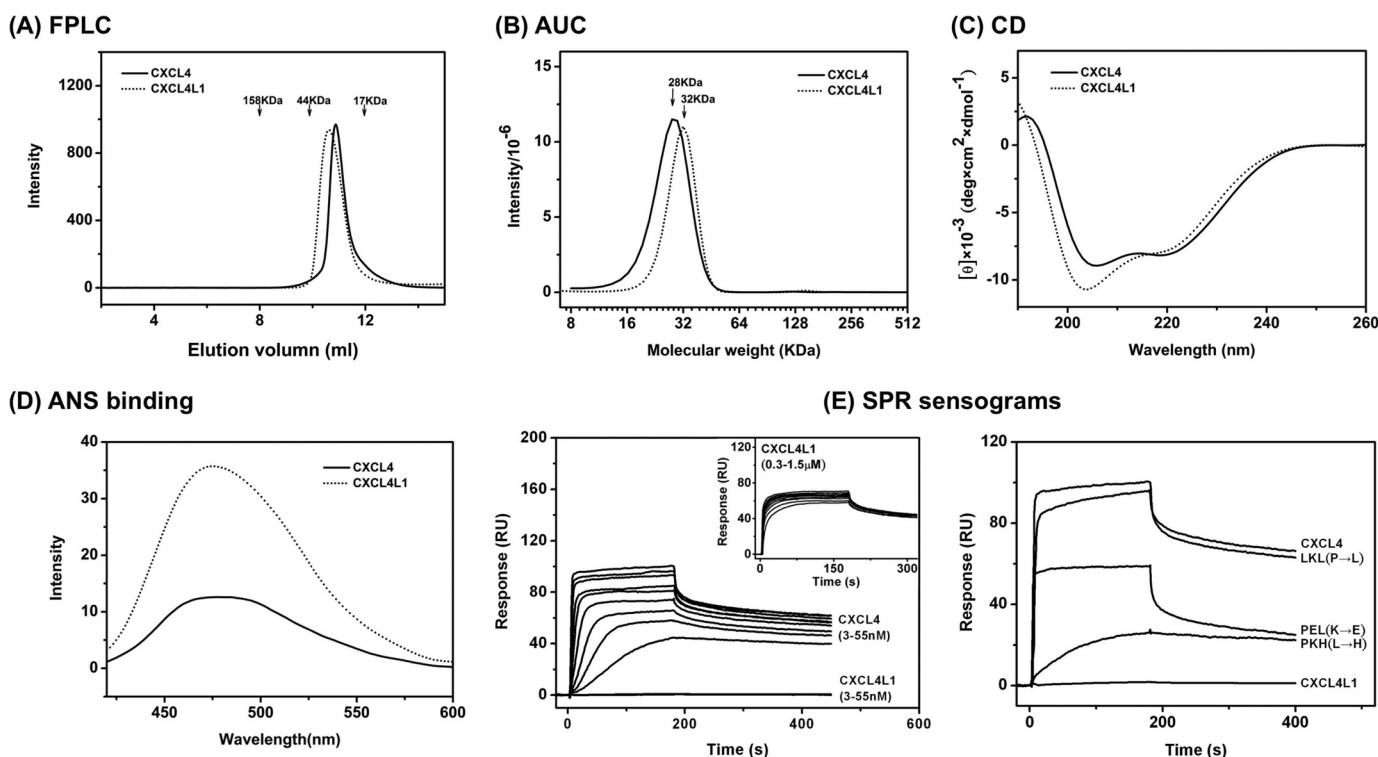 (A) FPLC
CXCL4
CXCL4L1
158KDa 44KDa 17KDa
1200
800
400
0
4 8 12
Intensity
Elution volumn (ml)
(B) AUC
CXCL4
CXCL4L1
28KDa
32KDa
15
10
5
0
8 16 32 64 128 256 512
Intensity/10-6
Molecular weight (KDa)
(C) CD
CXCL4
CXCL4L1
5
0
-5
-10
200 220 240 260
[θ]×10-3 (deg×cm2×dmol-1)
Wavelength (nm)
(D) ANS binding
CXCL4
CXCL4L1
40
30
20
10
0
450 500 550 600
Intensity
Wavelength(nm)
(E) SPR sensograms
200
160
120
80
40
0
0 200 400 600
Response (RU)
Time (s)
CXCL4L1
(0.3-1.5μM)
120
80
40
0
0 150 300
Response (RU)
Time (s)
CXCL4
(3-55nM)
CXCL4L1
(3-55nM)
120
80
40
0
0 200 400
Response (RU)
Time (s)
CXCL4
LKL(P→L)
PEL(K→E)
PKH(L→H)
CXCL4L1